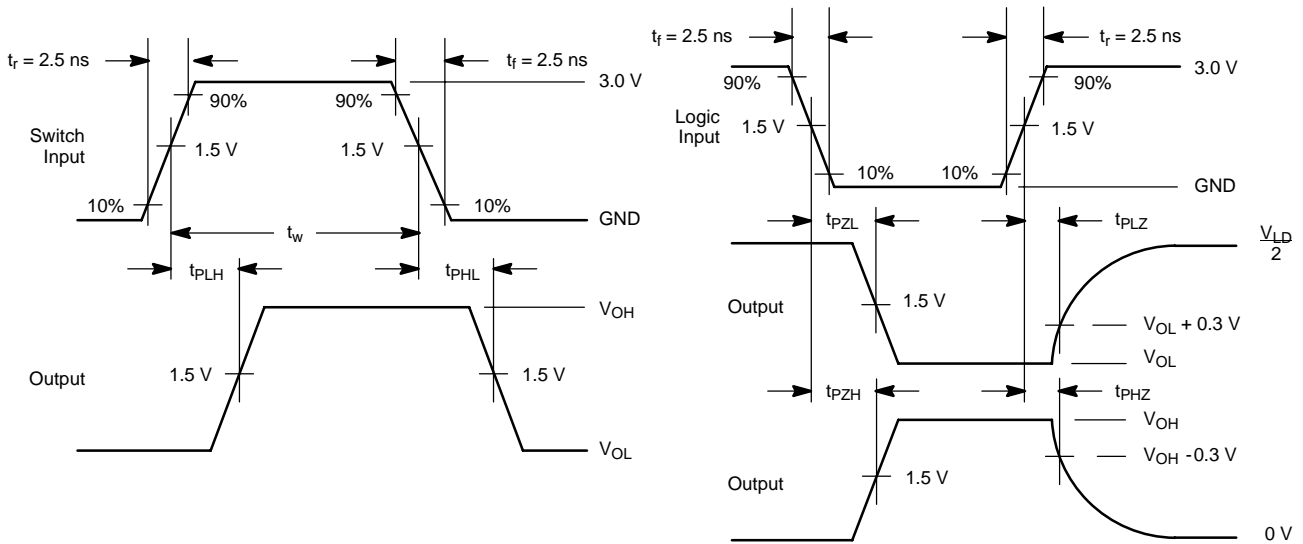 tr = 2.5 ns
tf = 2.5 ns
3.0 V
90%
90%
Switch
Input
1.5 V
1.5 V
10%
10%
GND
tw
tPLH
tPHL
VOH
Output
1.5 V
1.5 V
VOL
tf = 2.5 ns
tr = 2.5 ns
3.0 V
90%
90%
Logic
Input
1.5 V
1.5 V
10%
10%
GND
tPZL
tPLZ
VLD
2
Output
1.5 V
VOL + 0.3 V
VOL
tPZH
tPHZ
VOH
VOH -0.3 V
Output
1.5 V
0 V